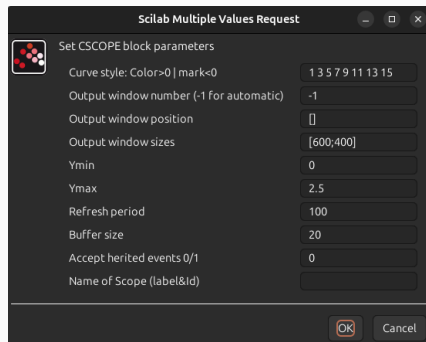 Scilab Multiple Values Request
Set CSCOPE block parameters
Curve style: Color>0 | mark<0 1 3 5 7 9 11 13 15
Output window number (-1 for automatic) -1
Output window position []
Output window sizes [600;400]
Ymin 0
Ymax 2.5
Refresh period 100
Buffer size 20
Accept herited events 0/1 0
Name of Scope (label&Id)
OK Cancel